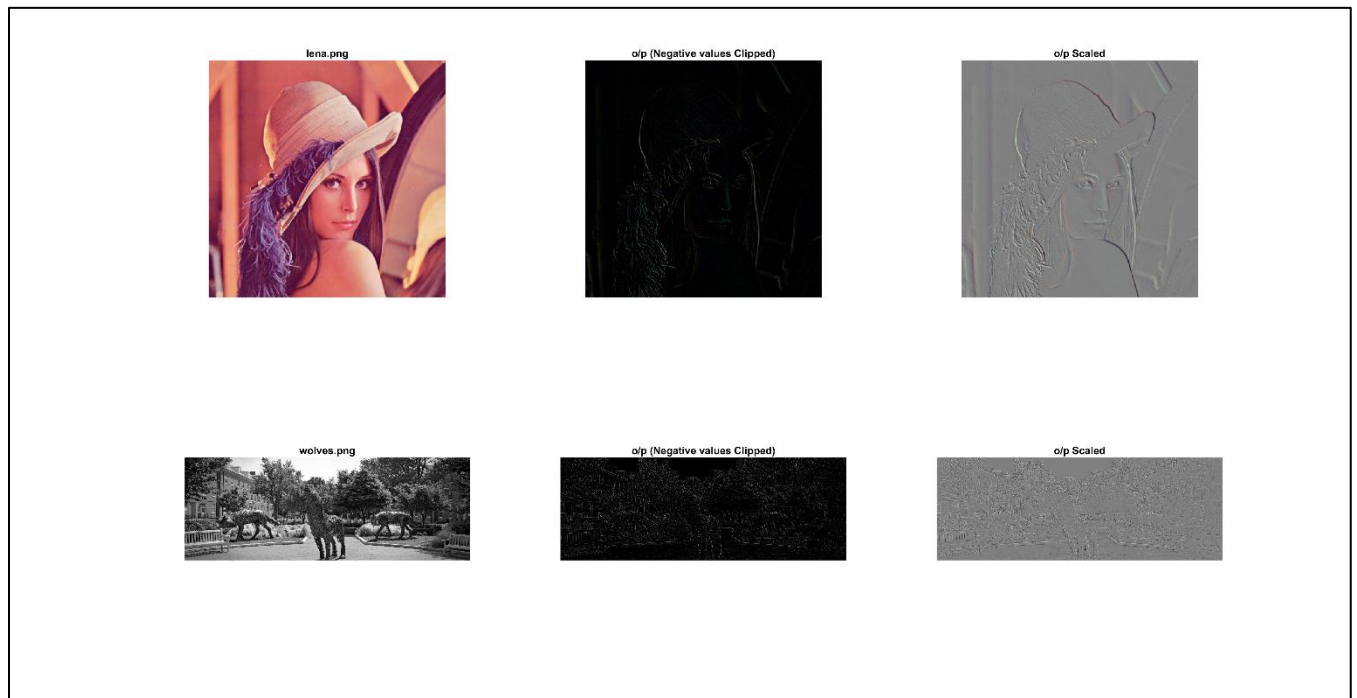 lena.png
o/p (Negative values Clipped)
o/p Scaled
wolves.png
o/p (Negative values Clipped)
o/p Scaled